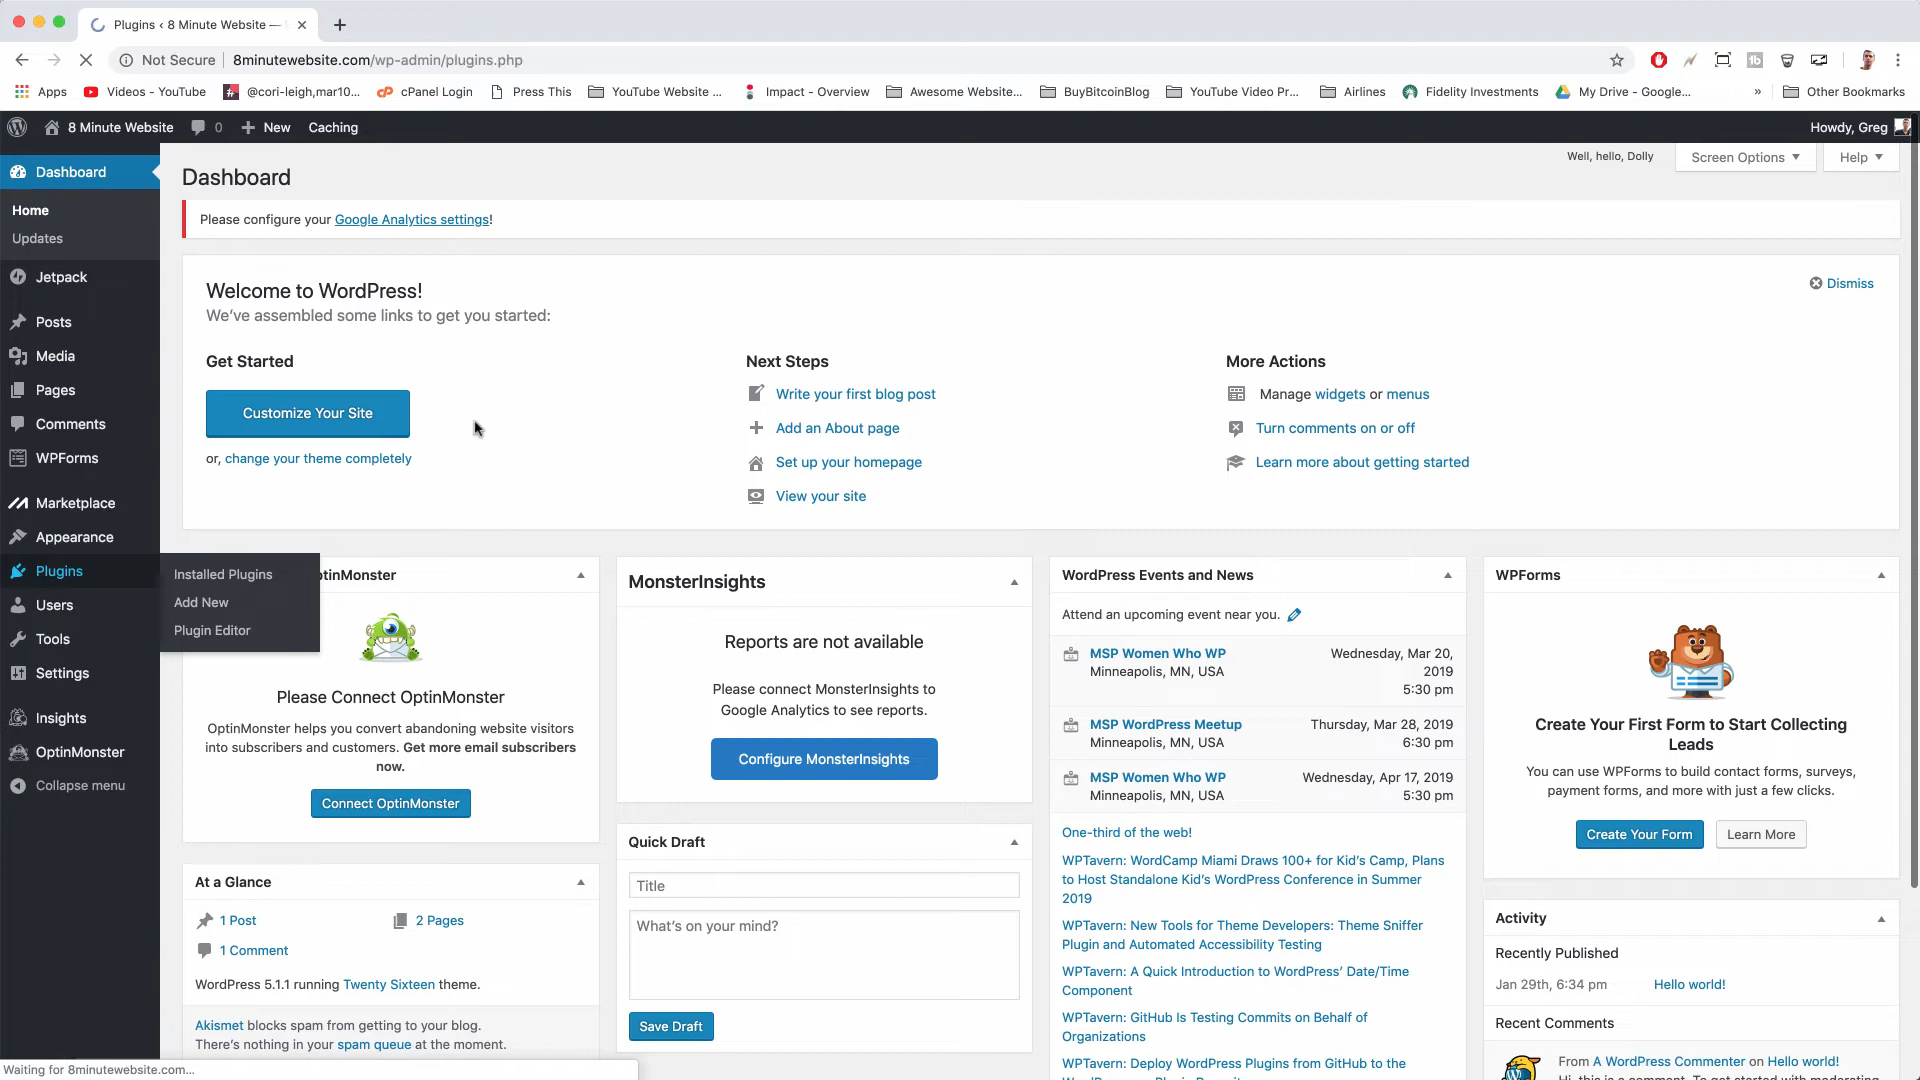 Plugins ‹ 8 Minute Website —
Not Secure
8minutewebsite.com/wp-admin/plugins.php
Apps
Videos - YouTube
@cori-leigh,mar10...
cPanel Login
Press This
YouTube Website ...
Impact - Overview
Awesome Website...
BuyBitcoinBlog
YouTube Video Pr...
Airlines
Fidelity Investments
My Drive - Google...
»
Other Bookmarks
8 Minute Website
0
New
Caching
Howdy, Greg
Dashboard
Home
Updates
Jetpack
Posts
Media
Pages
Comments
WPForms
Marketplace
Appearance
Plugins
Users
Tools
Settings
Insights
OptinMonster
Collapse menu
Installed Plugins
Add New
Plugin Editor
Well, hello, Dolly
Screen Options
Help
Dashboard
Please configure your Google Analytics settings!
Welcome to WordPress!
We've assembled some links to get you started:
Dismiss
Get Started
Customize Your Site
or, change your theme completely
Next Steps
Write your first blog post
Add an About page
Set up your homepage
View your site
More Actions
Manage widgets or menus
Turn comments on or off
Learn more about getting started
ptinMonster
Please Connect OptinMonster
OptinMonster helps you convert abandoning website visitors
into subscribers and customers. Get more email subscribers
now.
Connect OptinMonster
At a Glance
1 Post
2 Pages
1 Comment
WordPress 5.1.1 running Twenty Sixteen theme.
Akismet blocks spam from getting to your blog.
There's nothing in your spam queue at the moment.
MonsterInsights
Reports are not available
Please connect MonsterInsights to
Google Analytics to see reports.
Configure MonsterInsights
Quick Draft
Title
What's on your mind?
Save Draft
WordPress Events and News
Attend an upcoming event near you.
MSP Women Who WP
Minneapolis, MN, USA
Wednesday, Mar 20,
2019
5:30 pm
MSP WordPress Meetup
Minneapolis, MN, USA
Thursday, Mar 28, 2019
6:30 pm
MSP Women Who WP
Minneapolis, MN, USA
Wednesday, Apr 17, 2019
5:30 pm
One-third of the web!
WPTavern: WordCamp Miami Draws 100+ for Kid's Camp, Plans
to Host Standalone Kid's WordPress Conference in Summer
2019
WPTavern: New Tools for Theme Developers: Theme Sniffer
Plugin and Automated Accessibility Testing
WPTavern: A Quick Introduction to WordPress' Date/Time
Component
WPTavern: GitHub Is Testing Commits on Behalf of
Organizations
WPTavern: Deploy WordPress Plugins from GitHub to the
WPForms
Create Your First Form to Start Collecting
Leads
You can use WPForms to build contact forms, surveys,
payment forms, and more with just a few clicks.
Create Your Form
Learn More
Activity
Recently Published
Jan 29th, 6:34 pm
Hello world!
Recent Comments
From A WordPress Commenter on Hello world!
Hi, this is a comment. To get started with moderating
Waiting for 8minutewebsite.com...